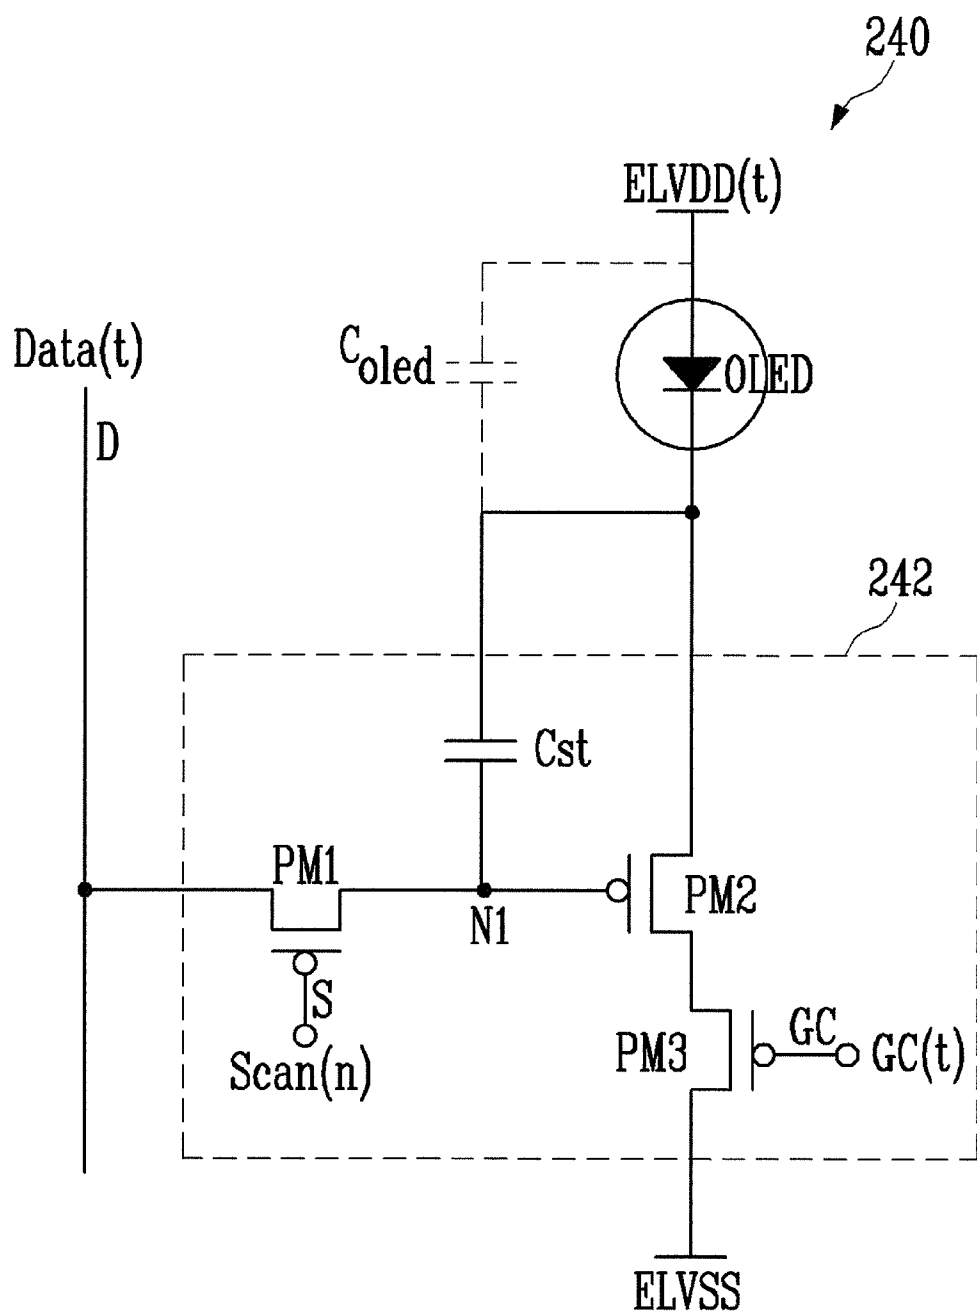 240
ELVDD(t)
Data(t)
Coled
OLED
D
242
Cst
PM1
PM2
N1
S
Scan(n)
PM3
GC
GC(t)
ELVSS